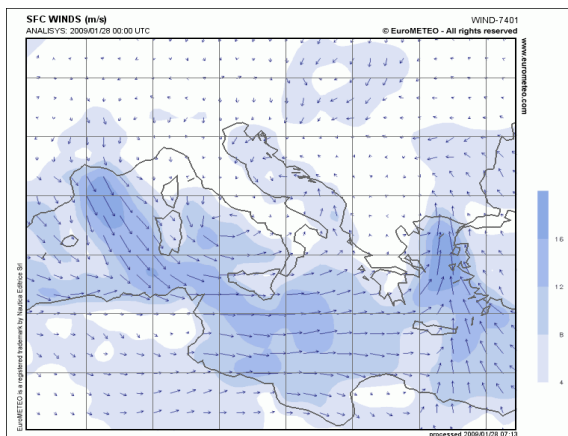 SFC WINDS (m/s)
WIND-7401
ANALISYS: 2009/01/28 00:00 UTC
© EuroMETEO - All rights reserved
www.eurometeo.com
EuroMETEO is a registered trademark by Nautica Editrice Srl
16
12
8
4
processed 2009/01/28 07:13